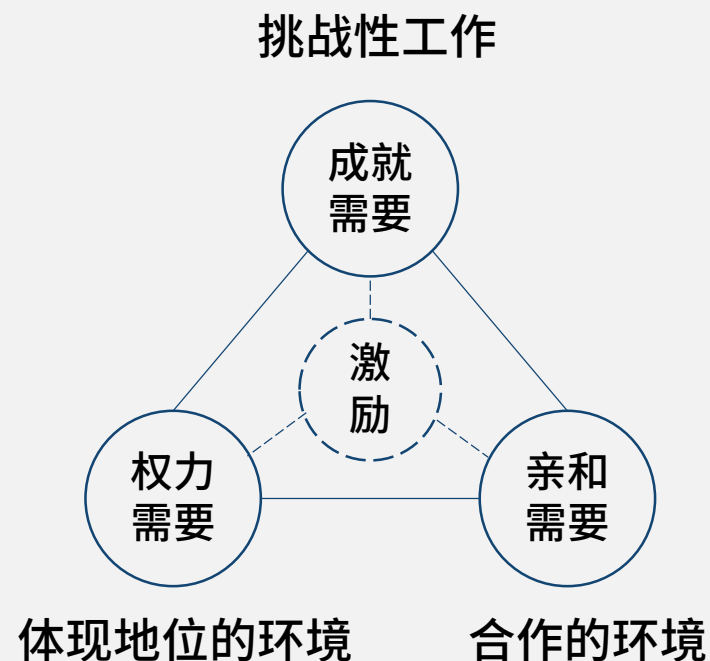 挑战性工作
成就
需要
激
励
权力
需要
亲和
需要
体现地位的环境
合作的环境